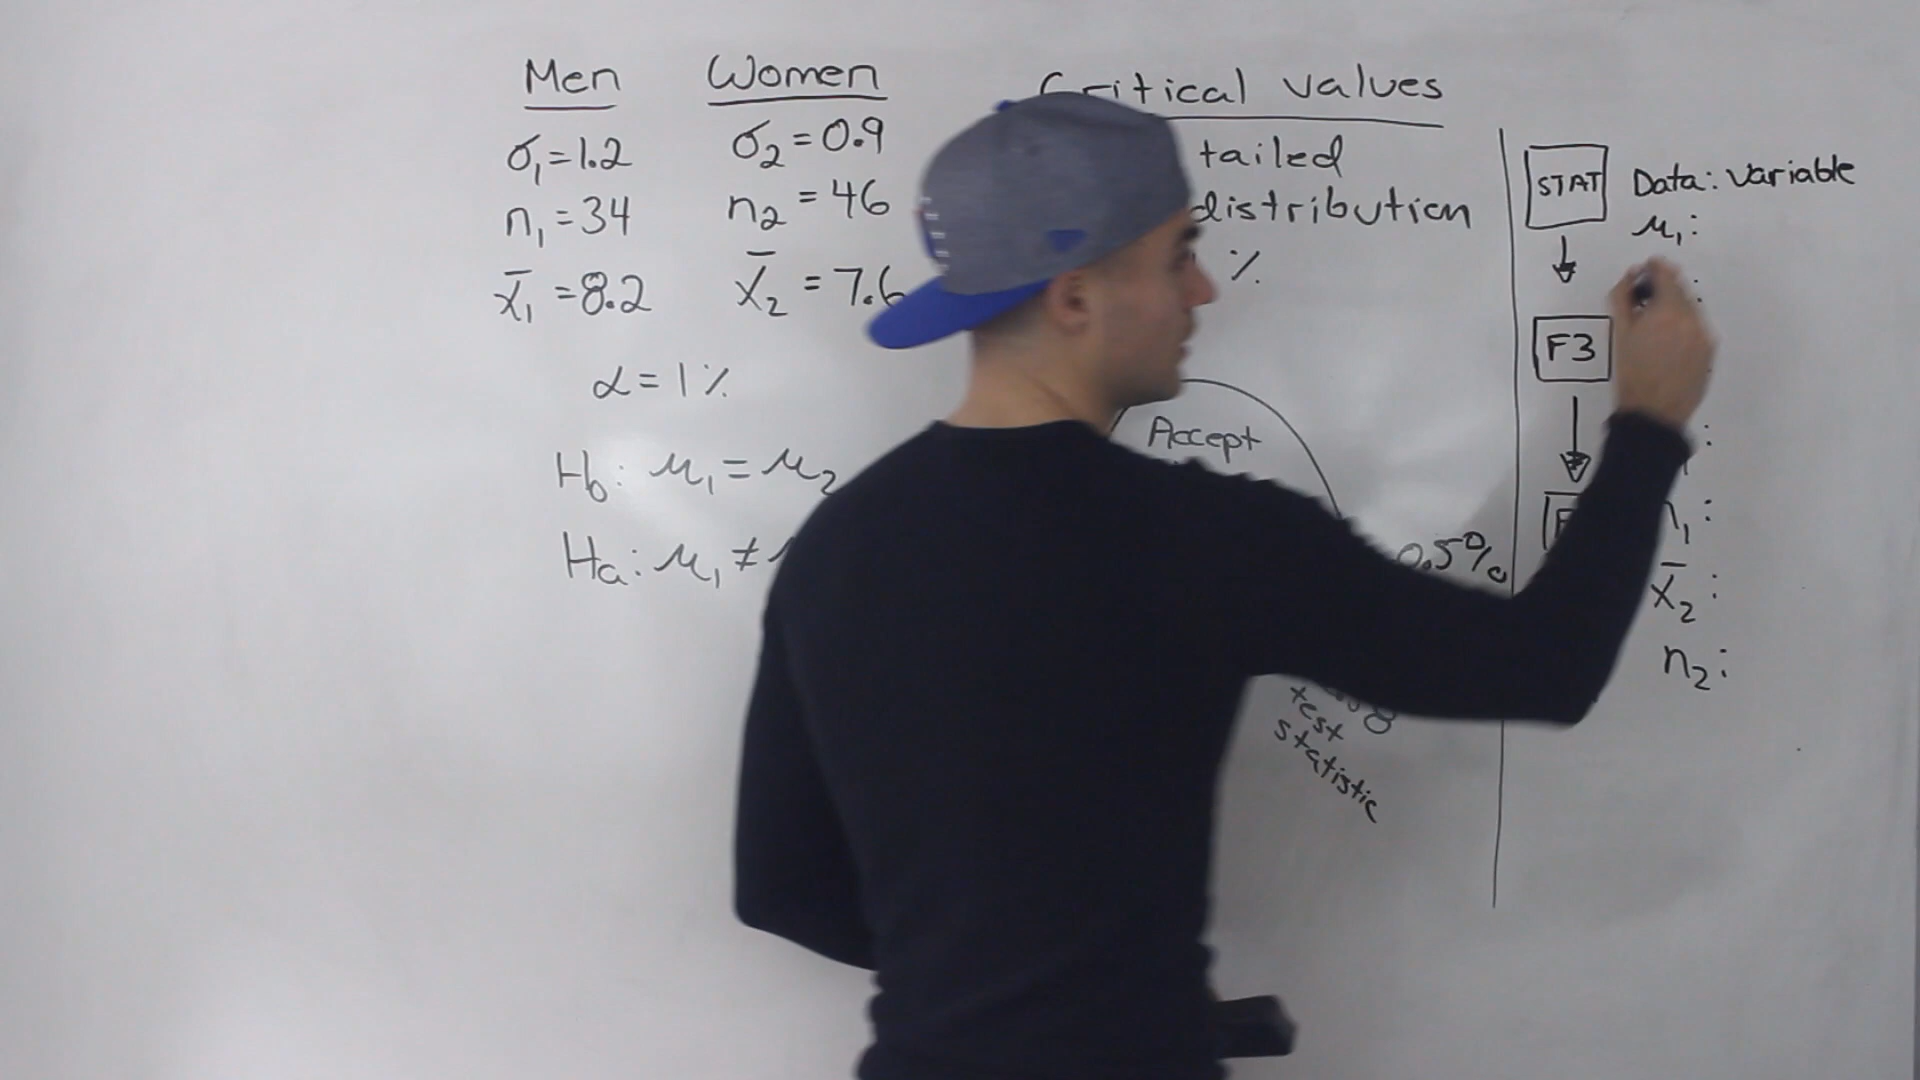 Men
σ₁=1.2
n₁=34
x̄₁=8.2
Women
σ₂=0.9
n₂=46
x̄₂=7.6
α=1%
H₀: μ₁=μ₂
Ha: μ₁≠
Critical values
tailed
distribution
%
Accept
0.5%
test
statistic
STAT
F3
Data: Variable
μ₁:
:
:
n₁:
x̄₂:
n₂: